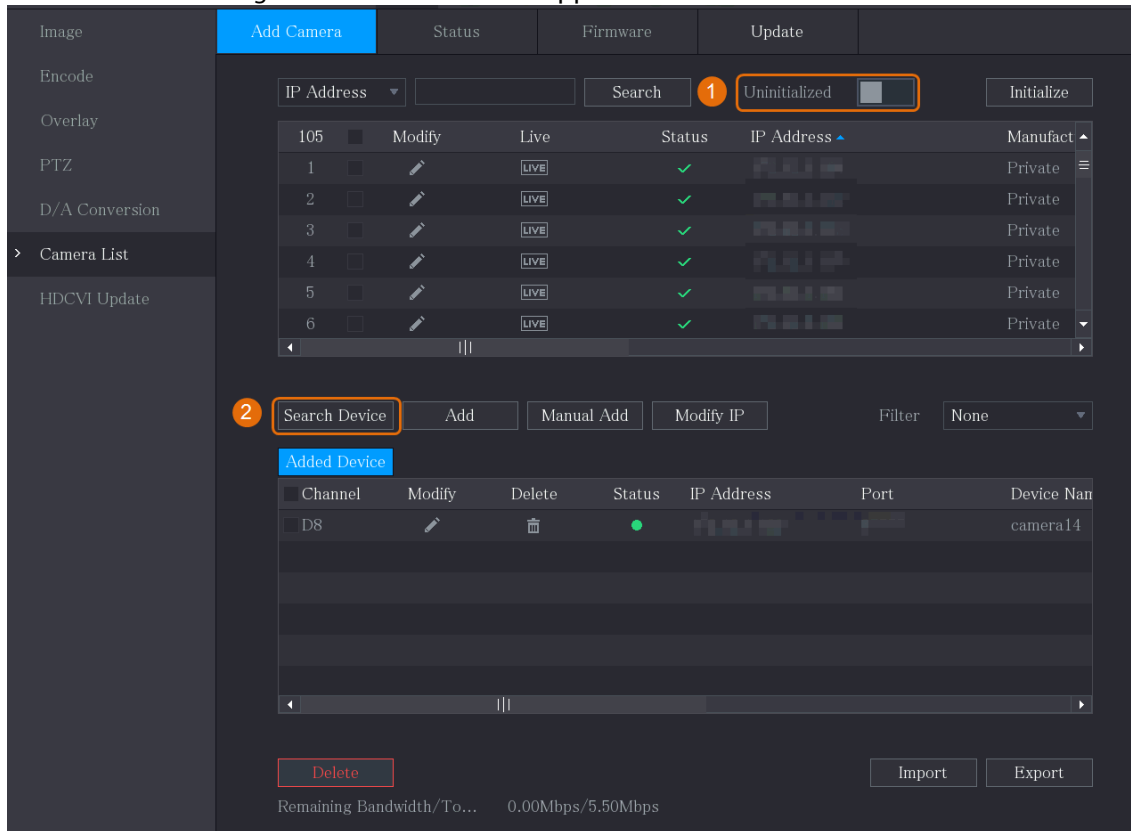 Image
Encode
Overlay
PTZ
D/A Conversion
> Camera List
HDCVI Update
Add Camera Status Firmware Update
IP Address Search 1 Uninitialized Initialize
105 Modify Live Status IP Address Manufact
1 LIVE Private
2 LIVE Private
3 LIVE Private
4 LIVE Private
5 LIVE Private
6 LIVE Private
2 Search Device Add Manual Add Modify IP Filter None
Added Device
Channel Modify Delete Status IP Address Port Device Nam
D8 camera14
Delete Import Export
Remaining Bandwidth/To... 0.00Mbps/5.50Mbps